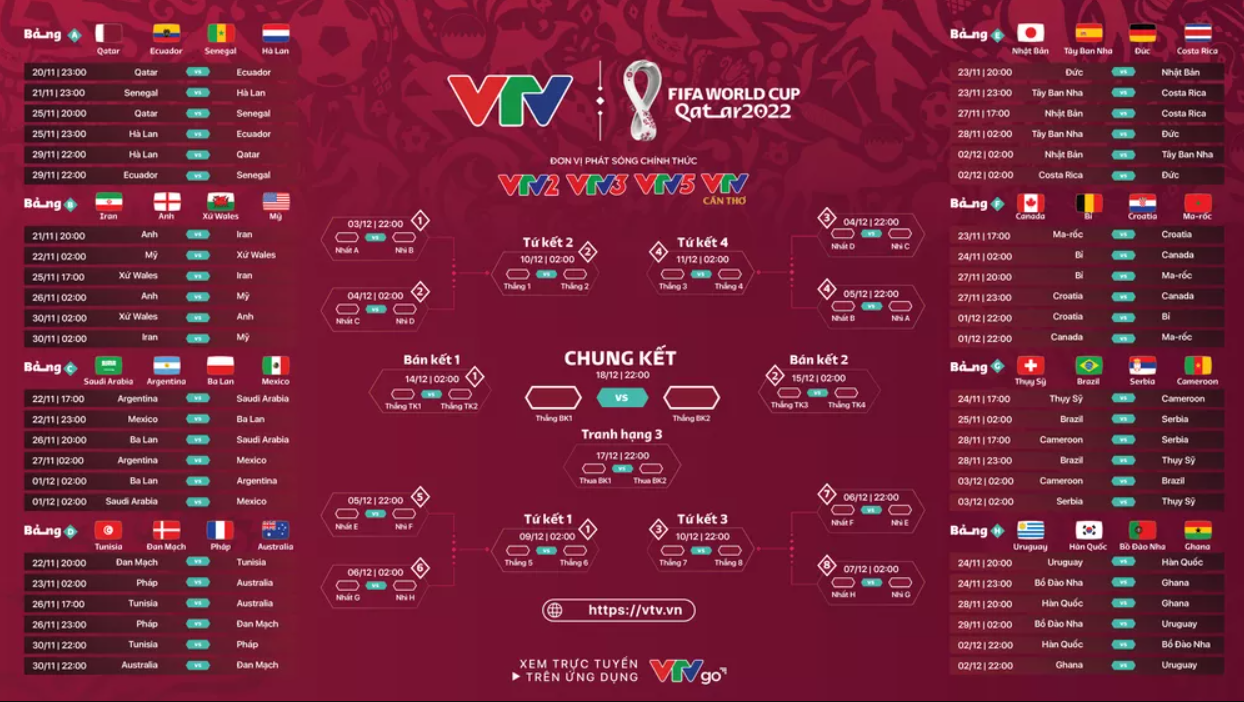 Bảng A
Qatar Ecuador Senegal Hà Lan
20/11 | 23:00 Qatar vs Ecuador
21/11 | 23:00 Senegal vs Hà Lan
25/11 | 20:00 Qatar vs Senegal
25/11 | 23:00 Hà Lan vs Ecuador
29/11 | 22:00 Hà Lan vs Qatar
29/11 | 22:00 Ecuador vs Senegal
Bảng B
Iran Anh Xứ Wales Mỹ
21/11 | 20:00 Anh vs Iran
22/11 | 02:00 Mỹ vs Xứ Wales
25/11 | 17:00 Xứ Wales vs Iran
26/11 | 02:00 Anh vs Mỹ
30/11 | 02:00 Xứ Wales vs Anh
30/11 | 02:00 Iran vs Mỹ
Bảng C
Saudi Arabia Argentina Ba Lan Mexico
22/11 | 17:00 Argentina vs Saudi Arabia
22/11 | 23:00 Mexico vs Ba Lan
26/11 | 20:00 Ba Lan vs Saudi Arabia
27/11 |02:00 Argentina vs Mexico
01/12 | 02:00 Ba Lan vs Argentina
01/12 | 02:00 Saudi Arabia vs Mexico
Bảng D
Tunisia Đan Mạch Pháp Australia
22/11 | 20:00 Đan Mạch vs Tunisia
23/11 | 02:00 Pháp vs Australia
26/11 | 17:00 Tunisia vs Australia
26/11 | 23:00 Pháp vs Đan Mạch
30/11 | 22:00 Tunisia vs Pháp
30/11 | 22:00 Australia vs Đan Mạch
VTV
FIFA WORLD CUP
Qatar2022
ĐƠN VỊ PHÁT SÓNG CHÍNH THỨC
VTV2 VTV3 VTV5 VTV
CẦN THƠ
1
03/12 | 22:00
vs
Nhất A Nhì B
2
04/12 | 02:00
vs
Nhất C Nhì D
Tứ kết 2
2
10/12 | 02:00
vs
Thắng 1 Thắng 2
Tứ kết 4
4
11/12 | 02:00
vs
Thắng 3 Thắng 4
3
04/12 | 22:00
vs
Nhất D Nhì C
4
05/12 | 22:00
vs
Nhất B Nhì A
Bán kết 1
1
14/12 | 02:00
vs
Thắng TK1 Thắng TK2
CHUNG KẾT
18/12 | 22:00
vs
Thắng BK1 Thắng BK2
Bán kết 2
2
15/12 | 02:00
vs
Thắng TK3 Thắng TK4
Tranh hạng 3
17/12 | 22:00
vs
Thua BK1 Thua BK2
5
05/12 | 22:00
vs
Nhất E Nhì F
6
06/12 | 02:00
vs
Nhất G Nhì H
Tứ kết 1
1
09/12 | 02:00
vs
Thắng 5 Thắng 6
Tứ kết 3
3
10/12 | 22:00
vs
Thắng 7 Thắng 8
7
06/12 | 22:00
vs
Nhất F Nhì E
8
07/12 | 02:00
vs
Nhất H Nhì G
https://vtv.vn
XEM TRỰC TUYẾN
TRÊN ỨNG DỤNG
VTVgo
Bảng E
Nhật Bản Tây Ban Nha Đức Costa Rica
23/11 | 20:00 Đức vs Nhật Bản
23/11 | 23:00 Tây Ban Nha vs Costa Rica
27/11 | 17:00 Nhật Bản vs Costa Rica
28/11 | 02:00 Tây Ban Nha vs Đức
02/12 | 02:00 Nhật Bản vs Tây Ban Nha
02/12 | 02:00 Costa Rica vs Đức
Bảng F
Canada Bỉ Croatia Ma-rốc
23/11 | 17:00 Ma-rốc vs Croatia
24/11 | 02:00 Bỉ vs Canada
27/11 | 20:00 Bỉ vs Ma-rốc
27/11 | 23:00 Croatia vs Canada
01/12 | 22:00 Croatia vs Bỉ
01/12 | 22:00 Canada vs Ma-rốc
Bảng G
Thụy Sỹ Brazil Serbia Cameroon
24/11 | 17:00 Thụy Sỹ vs Cameroon
25/11 | 02:00 Brazil vs Serbia
28/11 | 17:00 Cameroon vs Serbia
28/11 | 23:00 Brazil vs Thụy Sỹ
03/12 | 02:00 Cameroon vs Brazil
03/12 | 02:00 Serbia vs Thụy Sỹ
Bảng H
Uruguay Hàn Quốc Bồ Đào Nha Ghana
24/11 | 20:00 Uruguay vs Hàn Quốc
24/11 | 23:00 Bồ Đào Nha vs Ghana
28/11 | 20:00 Hàn Quốc vs Ghana
29/11 | 02:00 Bồ Đào Nha vs Uruguay
02/12 | 22:00 Hàn Quốc vs Bồ Đào Nha
02/12 | 22:00 Ghana vs Uruguay